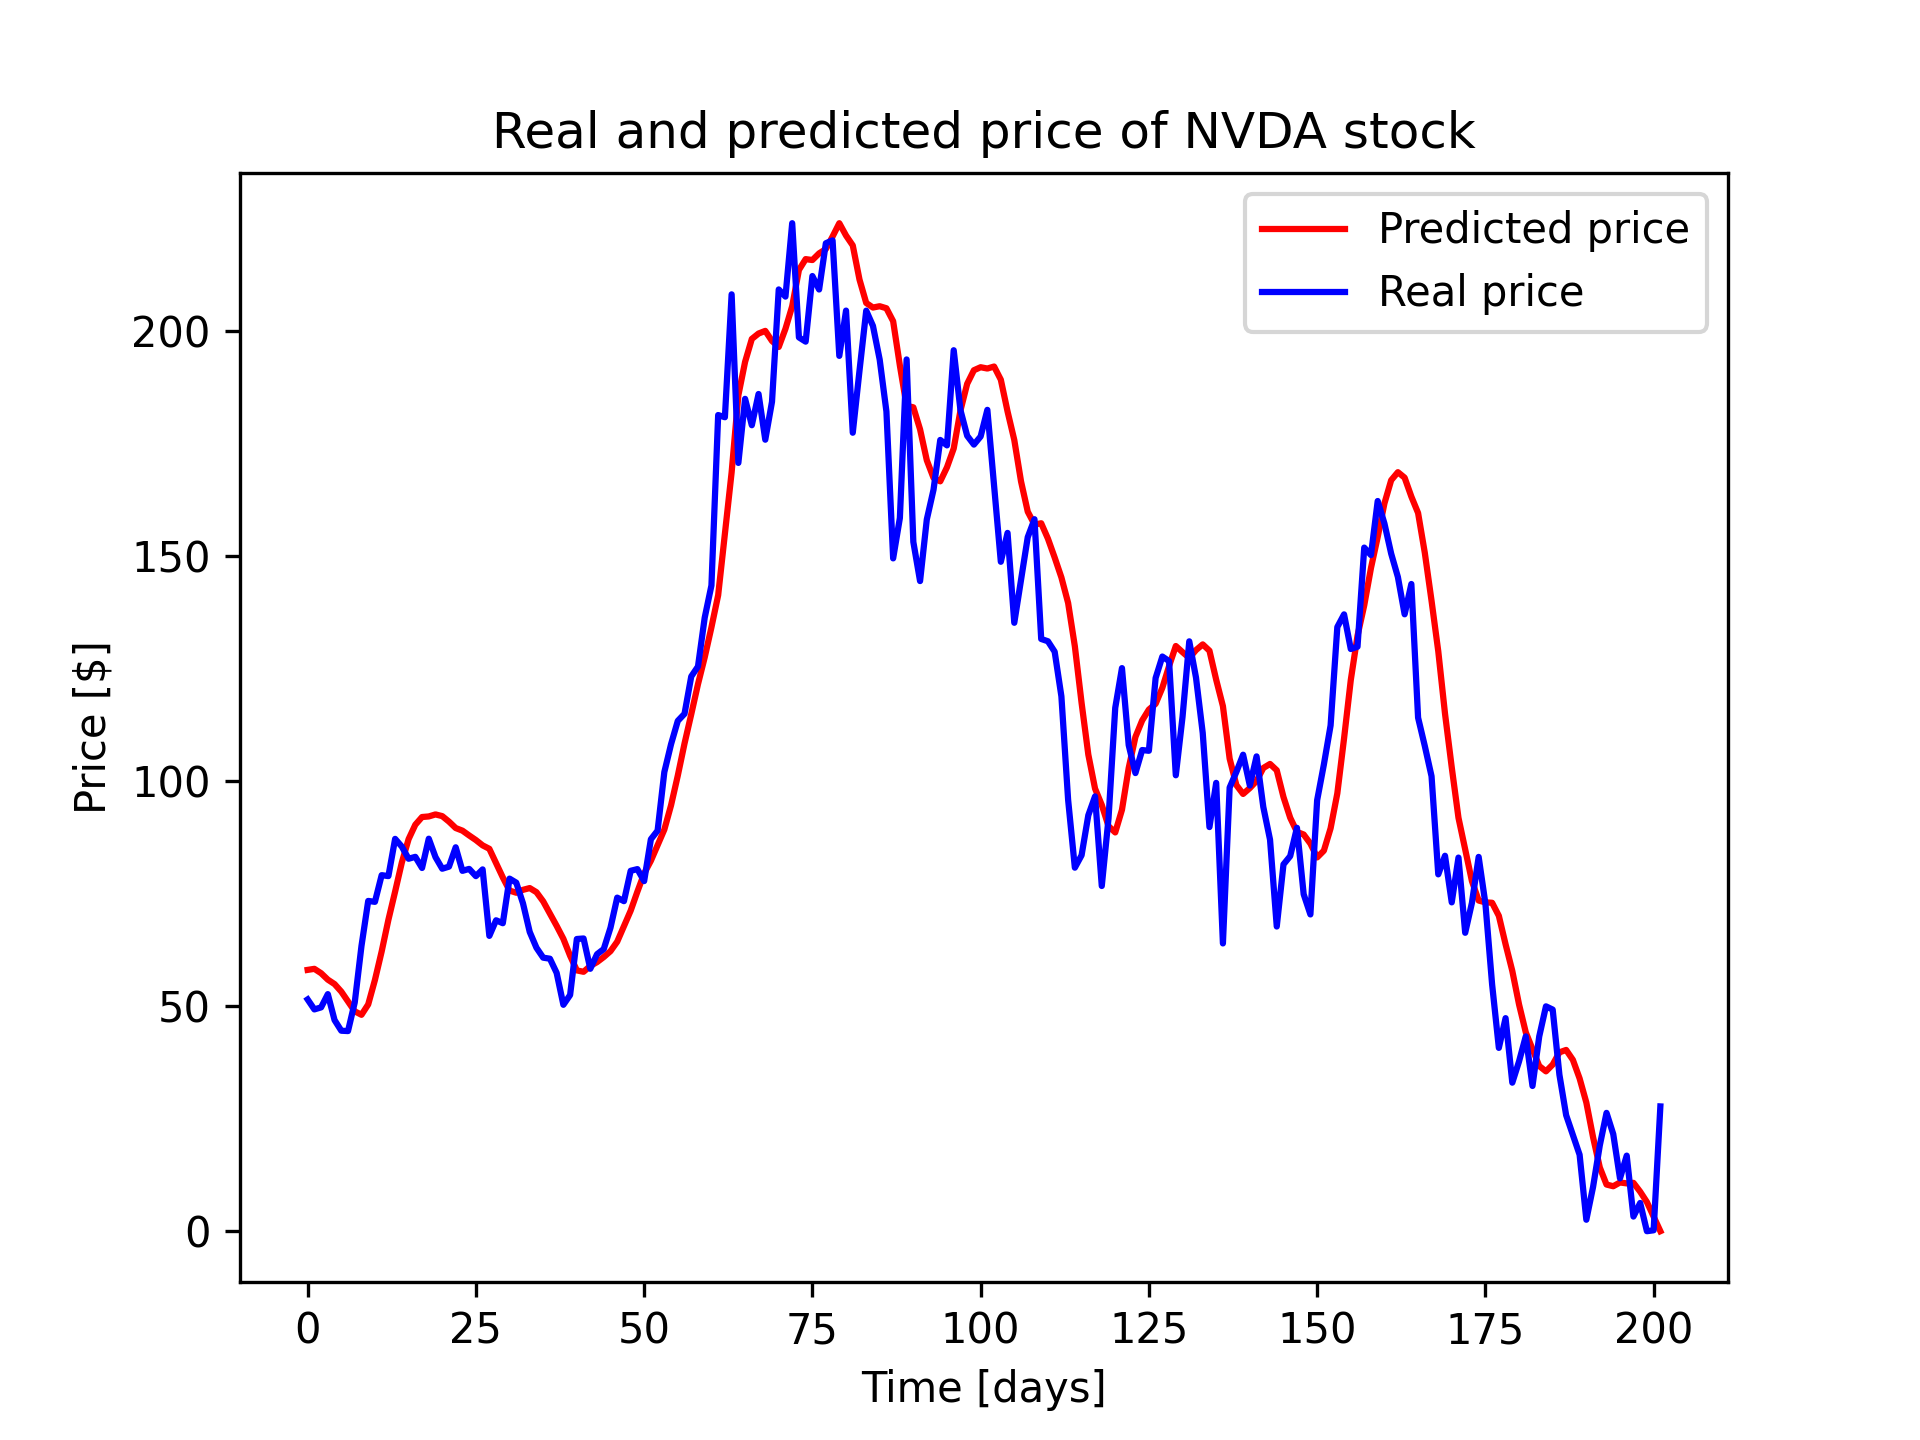 Real and predicted price of NVDA stock
Predicted price
Real price
Price [$]
200
150
100
50
0
0 25 50 75 100 125 150 175 200
Time [days]